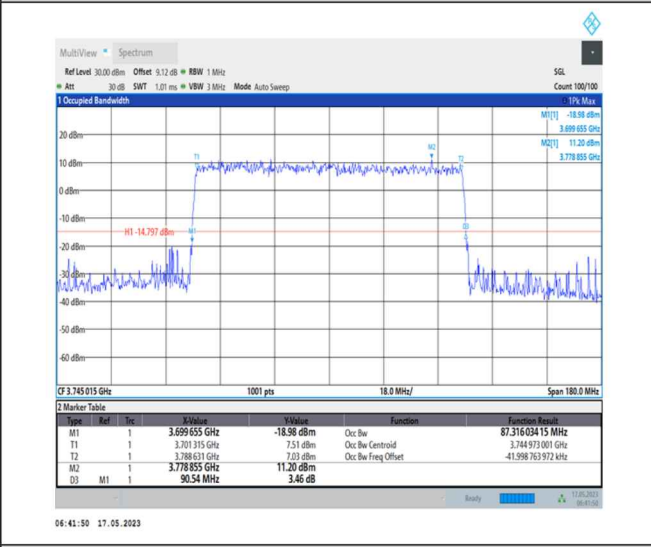 MultiView Spectrum
Ref Level 30.00 dBm Offset 9.12 dB RBW 1 MHz SGL
Att 30 dB SWT 1.01 ms VBW 3 MHz Mode Auto Sweep Count 100/100
1 Occupied Bandwidth 1Pk Max
M1[1] -18.98 dBm
3.699 655 GHz
M2[1] 11.20 dBm
3.778 855 GHz
20 dBm
10 dBm
0 dBm
-10 dBm
-20 dBm
-30 dBm
-40 dBm
-50 dBm
-60 dBm
T1
M2
T2
H1 -14.797 dBm
M1
D3
CF 3.745 015 GHz 1001 pts 18.0 MHz/ Span 180.0 MHz
2 Marker Table
Type Ref Trc X-Value Y-Value Function Function Result
M1 1 3.699 655 GHz -18.98 dBm Occ Bw 87.316 034 15 MHz
T1 1 3.701 315 GHz 7.51 dBm Occ Bw Centroid 3.744 973 001 GHz
T2 1 3.788 631 GHz 7.03 dBm Occ Bw Freq Offset -41.998 763 972 kHz
M2 1 3.778 855 GHz 11.20 dBm
D3 M1 1 90.54 MHz 3.46 dB
Ready 17.05.2023
06:41:50
06:41:50 17.05.2023